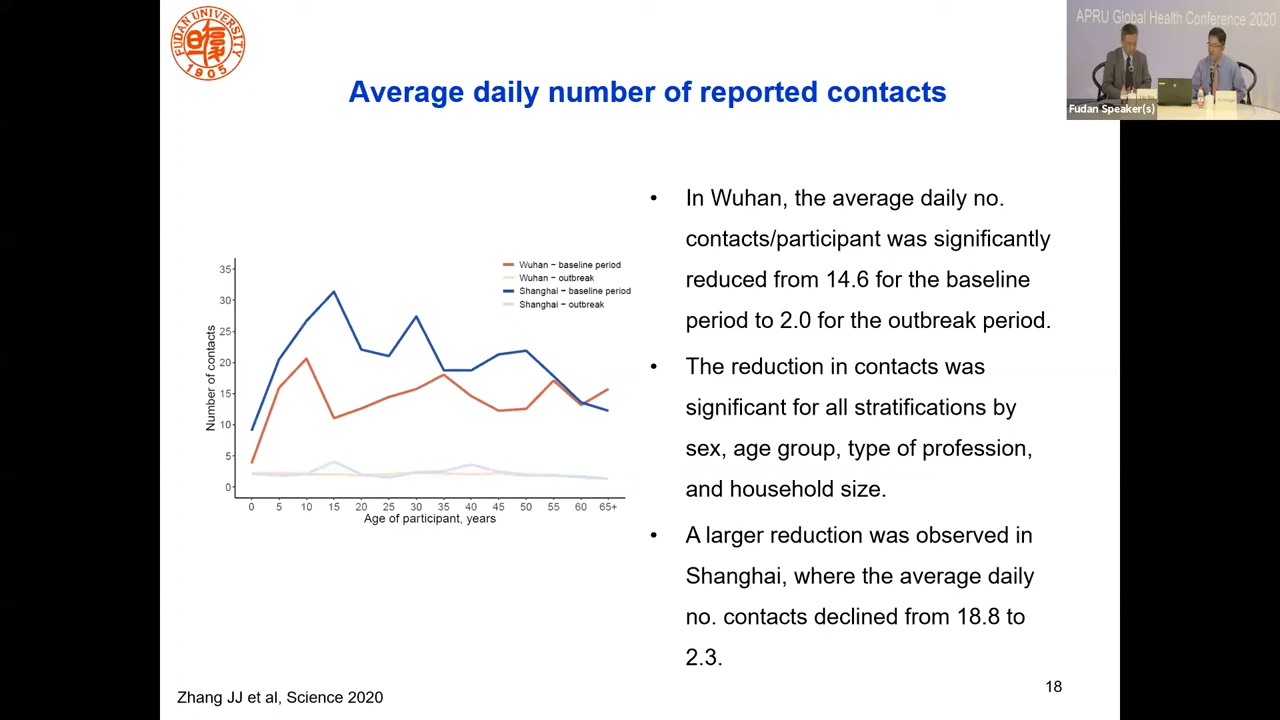 FUDAN UNIVERSITY
1905
APRU Global Health Conference 2020
Fudan Speaker(s)
Average daily number of reported contacts
• In Wuhan, the average daily no.
contacts/participant was significantly
reduced from 14.6 for the baseline
period to 2.0 for the outbreak period.
• The reduction in contacts was
significant for all stratifications by
sex, age group, type of profession,
and household size.
• A larger reduction was observed in
Shanghai, where the average daily
no. contacts declined from 18.8 to
2.3.
Wuhan − baseline period
Wuhan − outbreak
Shanghai − baseline period
Shanghai − outbreak
Number of contacts
35
30
25
20
15
10
5
0
0 5 10 15 20 25 30 35 40 45 50 55 60 65+
Age of participant, years
Zhang JJ et al, Science 2020
18